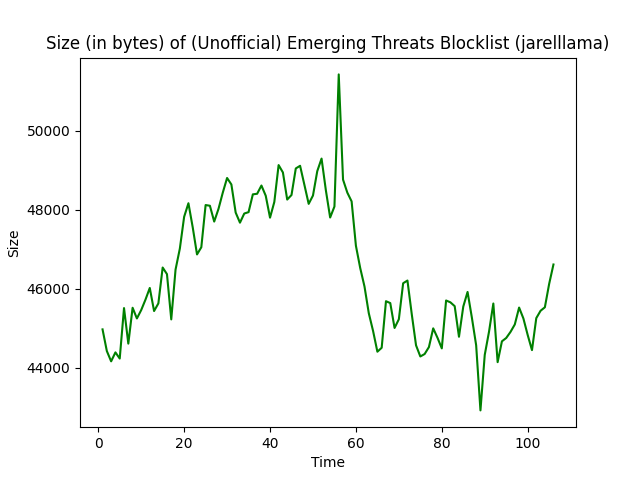 Size (in bytes) of (Unofficial) Emerging Threats Blocklist (jarelllama)
50000
48000
46000
44000
Size
0 20 40 60 80 100
Time